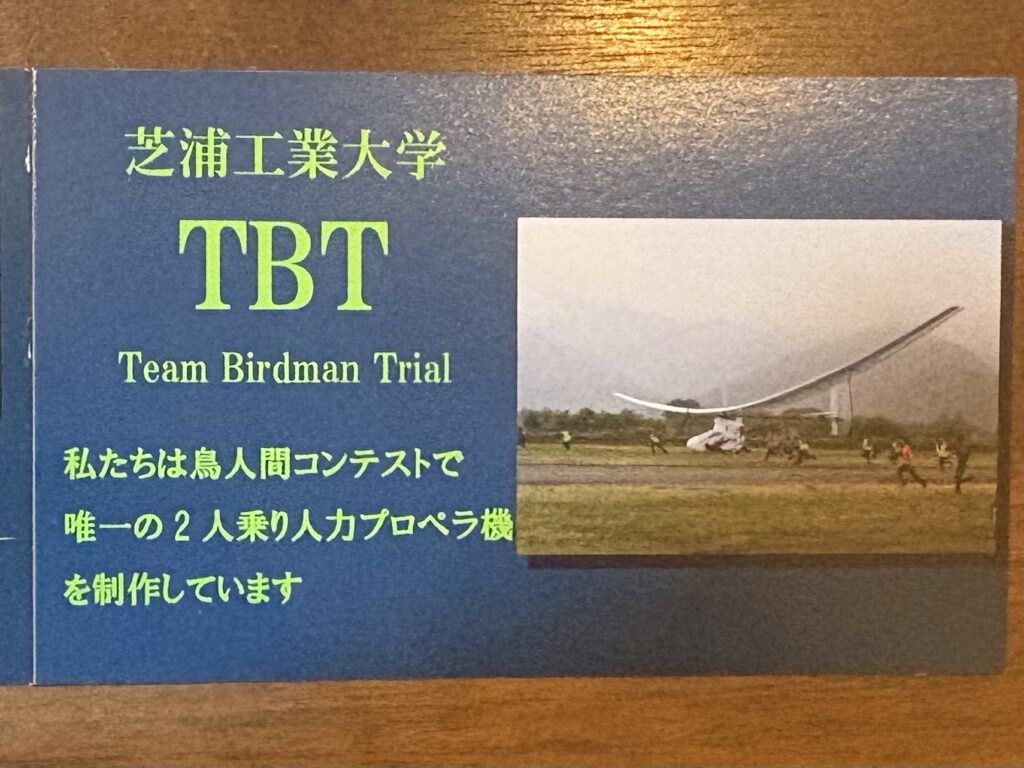 芝浦工業大学
TBT
Team Birdman Trial
私たちは鳥人間コンテストで
唯一の2人乗り人力プロペラ機
を制作しています